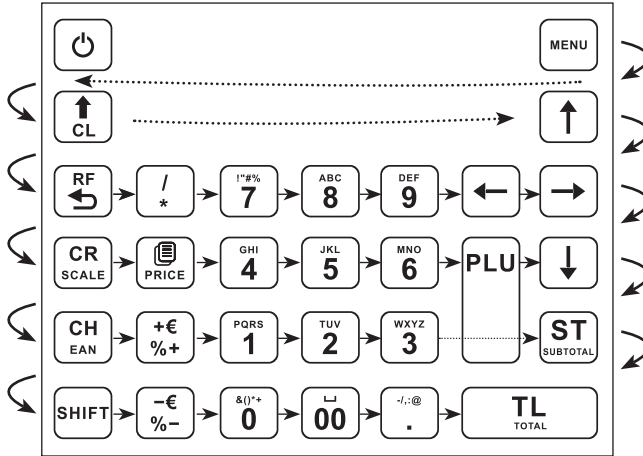 MENU
CL
RF / !"#% ABC DEF
* 7 8 9
CR GHI JKL MNO PLU
SCALE PRICE 4 5 6
CH +€ PQRS TUV WXYZ ST
EAN %+ 1 2 3 SUBTOTAL
SHIFT −€ &()*+ ⌴ -/,:@ TL
%− 0 00 . TOTAL